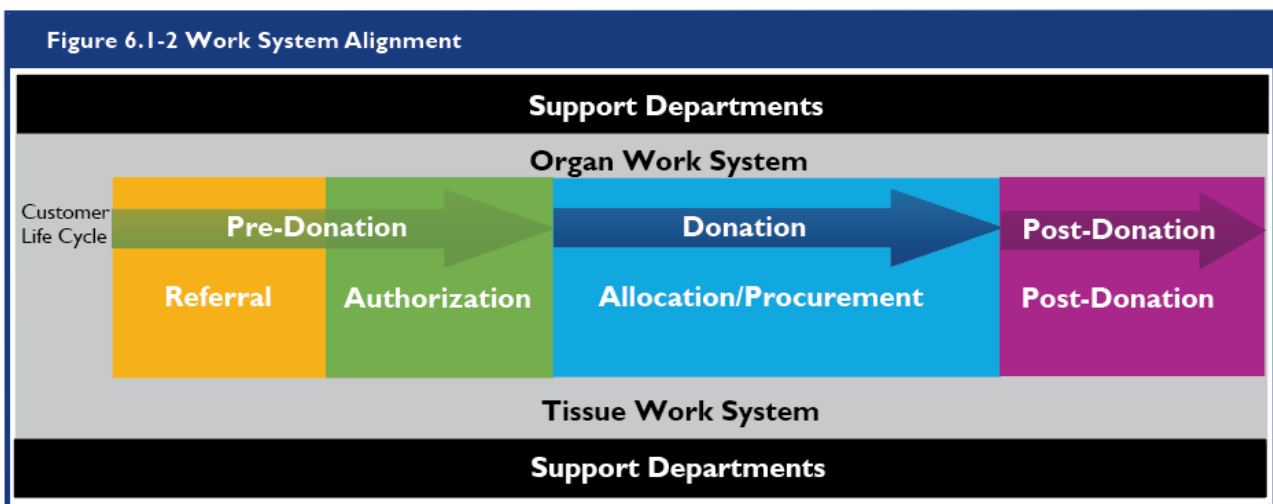 Figure 6.1-2 Work System Alignment
Support Departments
Organ Work System
Customer
Life Cycle
Pre-Donation
Donation
Post-Donation
Referral
Authorization
Allocation/Procurement
Post-Donation
Tissue Work System
Support Departments